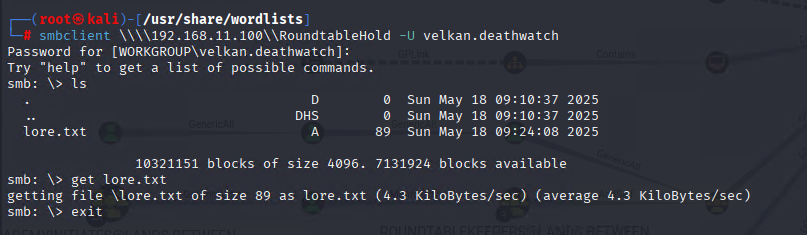 ┌──(root㉿kali)-[/usr/share/wordlists]
└─# smbclient \\\\192.168.11.100\\RoundtableHold -U velkan.deathwatch
Password for [WORKGROUP\velkan.deathwatch]:
Try "help" to get a list of possible commands.
smb: \> ls
  .                                   D        0  Sun May 18 09:10:37 2025
  ..                                DHS        0  Sun May 18 09:10:37 2025
  lore.txt                            A       89  Sun May 18 09:24:08 2025
                10321151 blocks of size 4096. 7131924 blocks available
smb: \> get lore.txt
getting file \lore.txt of size 89 as lore.txt (4.3 KiloBytes/sec) (average 4.3 KiloBytes/sec)
smb: \> exit
GPLink
Contains
GenericAll
GenericAll